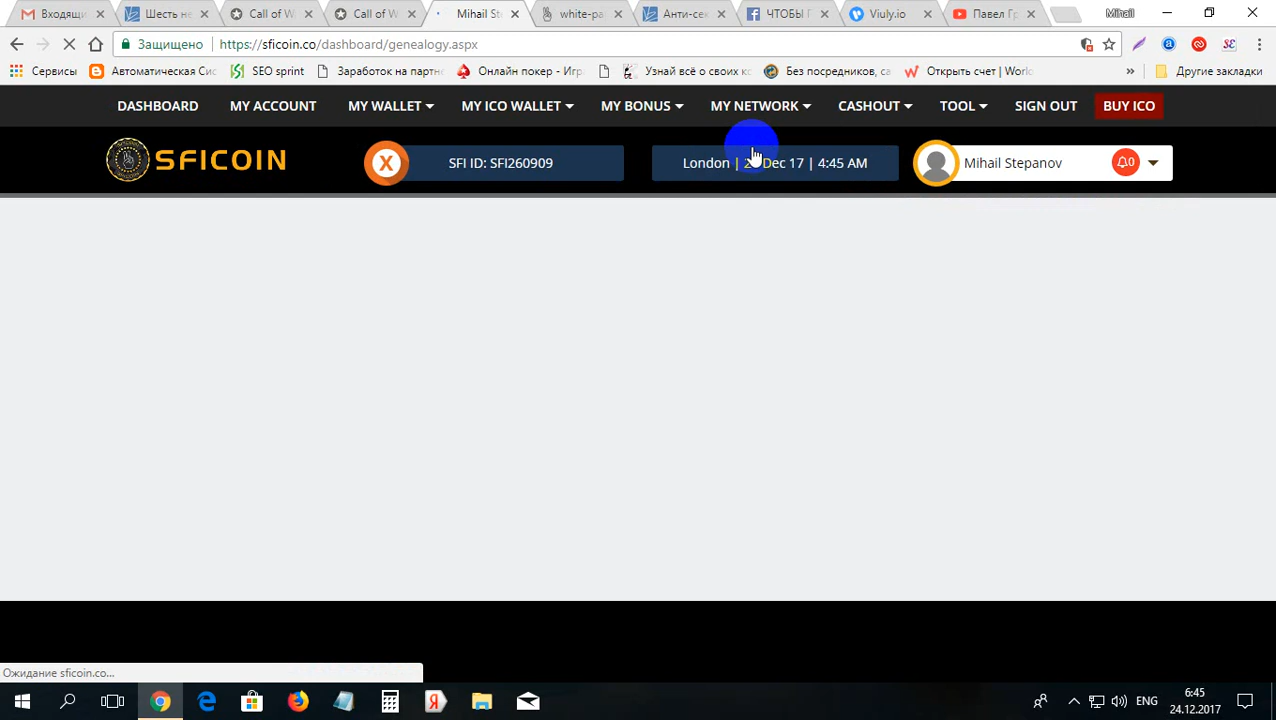 Входящи
Шесть не
Call of W
Call of W
Mihail St
white-pa
Анти-сек
ЧТОБЫ Г
Viuly.io
Павел Гр
Mihail
Защищено
https://sficoin.co/dashboard/genealogy.aspx
Сервисы
Автоматическая Сис
SEO sprint
Заработок на партне
Онлайн покер - Игра
Узнай всё о своих кс
Без посредников, са
Открыть счет | World
Другие закладки
DASHBOARD
MY ACCOUNT
MY WALLET
MY ICO WALLET
MY BONUS
MY NETWORK
CASHOUT
TOOL
SIGN OUT
BUY ICO
SFICOIN
X
SFI ID: SFI260909
London | Dec 17 | 4:45 AM
Mihail Stepanov
0
Ожидание sficoin.co...
ENG
6:45
24.12.2017